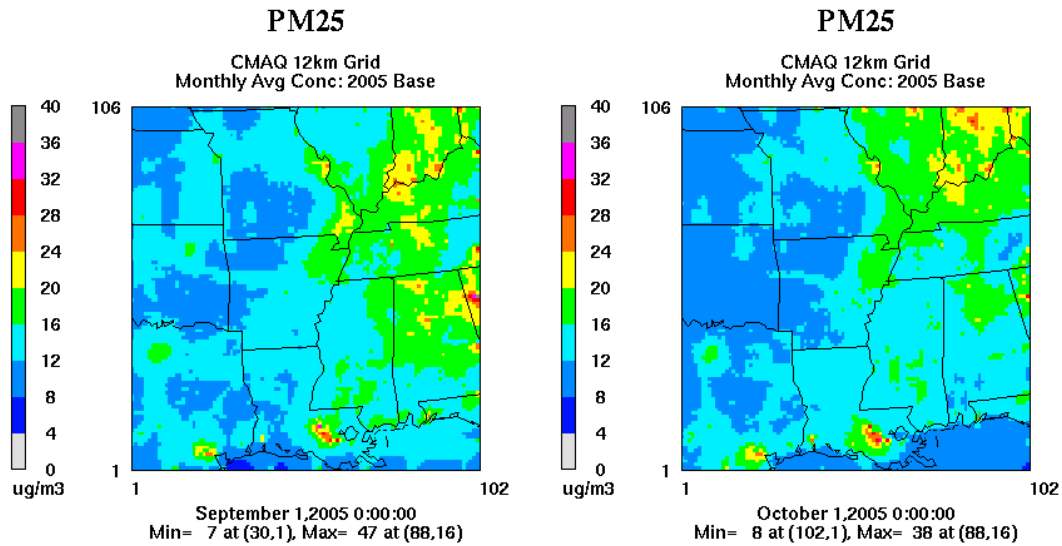 PM25
CMAQ 12km Grid
Monthly Avg Conc: 2005 Base
40
36
32
28
24
20
16
12
8
4
0
ug/m3
106
1
1
102
September 1,2005 0:00:00
Min= 7 at (30,1), Max= 47 at (88,16)
PM25
CMAQ 12km Grid
Monthly Avg Conc: 2005 Base
40
36
32
28
24
20
16
12
8
4
0
ug/m3
106
1
1
102
October 1,2005 0:00:00
Min= 8 at (102,1), Max= 38 at (88,16)